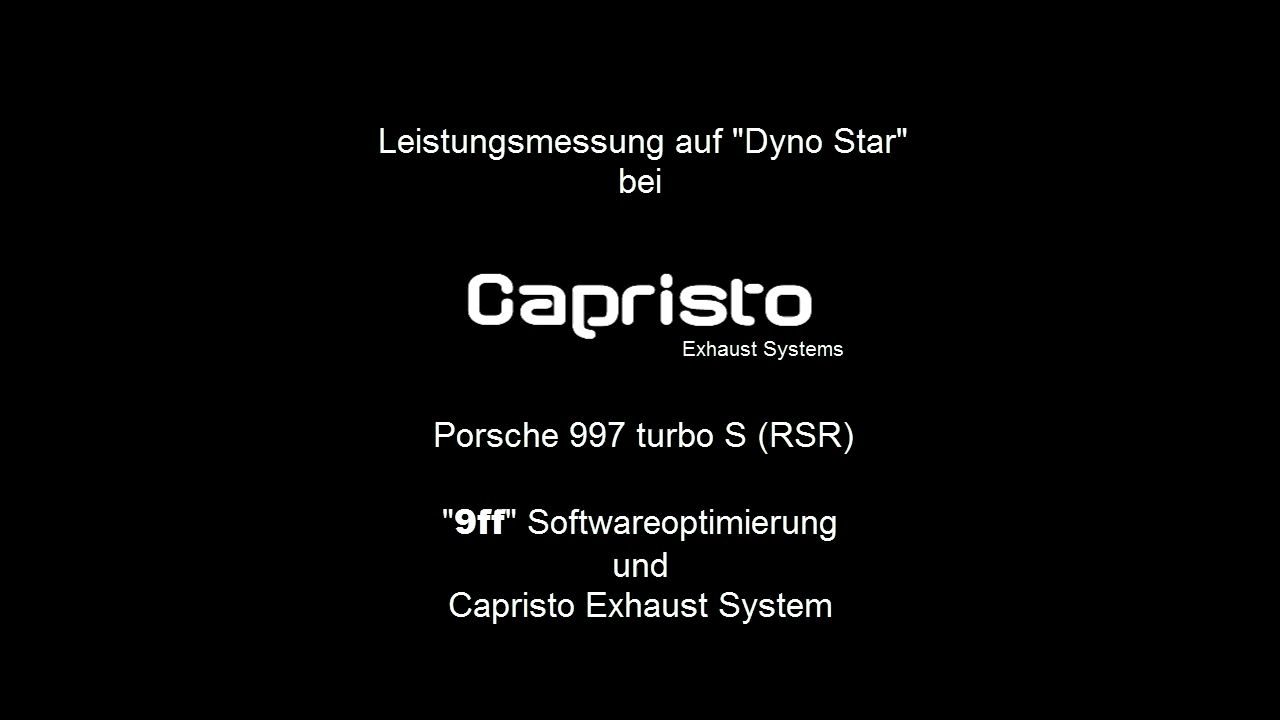 Leistungsmessung auf "Dyno Star"
bei
Capristo
Exhaust Systems
Porsche 997 turbo S (RSR)
"9ff" Softwareoptimierung
und
Capristo Exhaust System